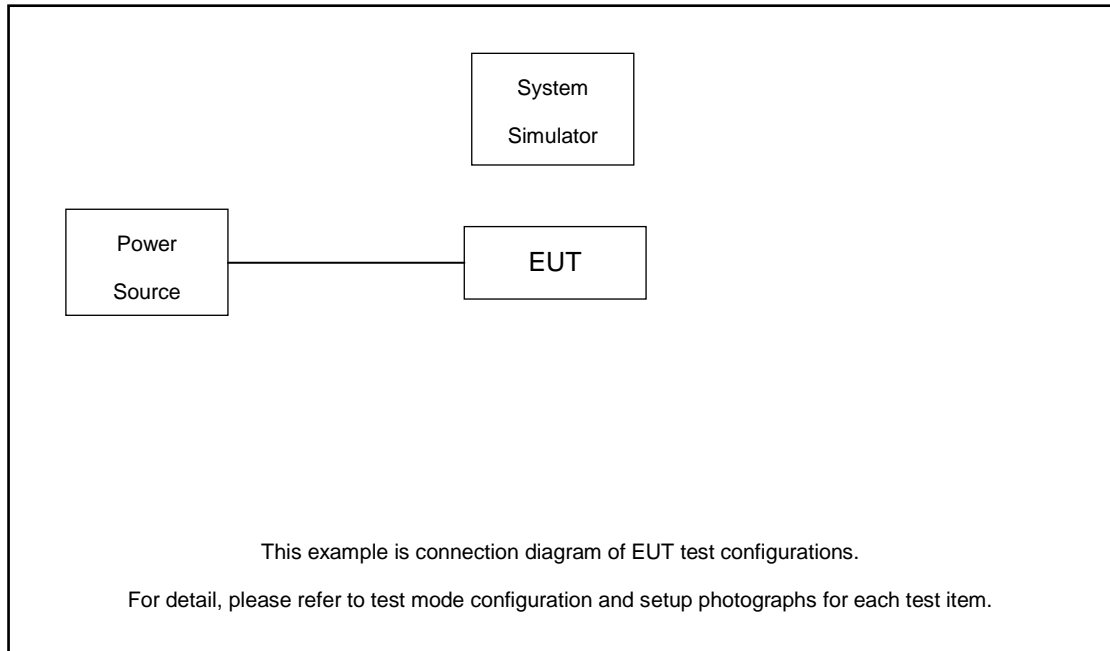 System
Simulator
Power
Source
EUT
This example is connection diagram of EUT test configurations.
For detail, please refer to test mode configuration and setup photographs for each test item.